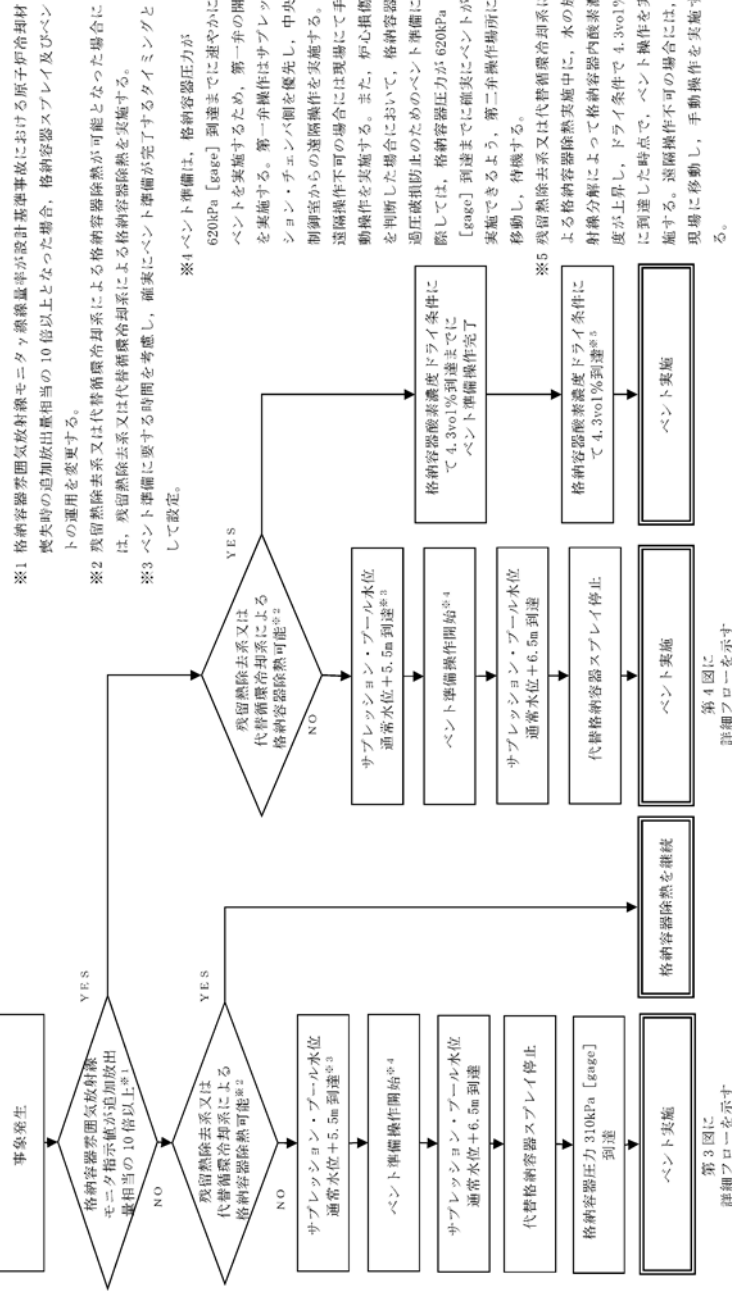 事象発生
格納容器雰囲気放射線
モニタ指示値が追加放出
量相当の10倍以上※1
YES
NO
残留熱除去系又は
代替循環冷却系による
格納容器除熱可能※2
YES
NO
サプレッション・プール水位
通常水位+5.5m到達※3
ベント準備操作開始※4
サプレッション・プール水位
通常水位+6.5m到達
代替格納容器スプレイ停止
格納容器圧力310kPa [gage]
到達
ベント実施
第3図に
詳細フローを示す
格納容器除熱を継続
残留熱除去系又は
代替循環冷却系による
格納容器除熱可能※2
YES
NO
サプレッション・プール水位
通常水位+5.5m到達※3
ベント準備操作開始※4
サプレッション・プール水位
通常水位+6.5m到達
代替格納容器スプレイ停止
ベント実施
第4図に
詳細フローを示す
格納容器酸素濃度ドライ条件に
て4.3vol%到達までに
ベント準備操作完了
格納容器酸素濃度ドライ条件に
て4.3vol%到達※5
ベント実施
※1 格納容器雰囲気放射線モニタγ線線量率が設計基準事故における原子炉冷却材
喪失時の追加放出量相当の10倍以上となった場合,格納容器スプレイ及びベン
トの運用を変更する。
※2 残留熱除去系又は代替循環冷却系による格納容器除熱が可能となった場合に
は,残留熱除去系又は代替循環冷却系による格納容器除熱を実施する。
※3 ベント準備に要する時間を考慮し,確実にベント準備が完了するタイミングと
して設定。
※4 ベント準備は,格納容器圧力が
620kPa [gage] 到達までに速やかに
ベントを実施するため,第一弁の開
を実施する。第一弁操作はサプレッ
ション・チェンバ側を優先し,中央
制御室からの遠隔操作を実施する。
遠隔操作不可の場合には現場にて手
動操作を実施する。また,炉心損傷
を判断した場合において,格納容器
過圧破損防止のためのベント準備に
際しては,格納容器圧力が620kPa
[gage] 到達までに確実にベントが
実施できるよう,第二弁操作場所に
移動し,待機する。
※5 残留熱除去系又は代替循環冷却系に
よる格納容器除熱実施中に,水の放
射線分解によって格納容器内酸素濃
度が上昇し,ドライ条件で4.3vol%
に到達した時点で,ベント操作を実
施する。遠隔操作不可の場合には,
現場に移動し,手動操作を実施す
る。